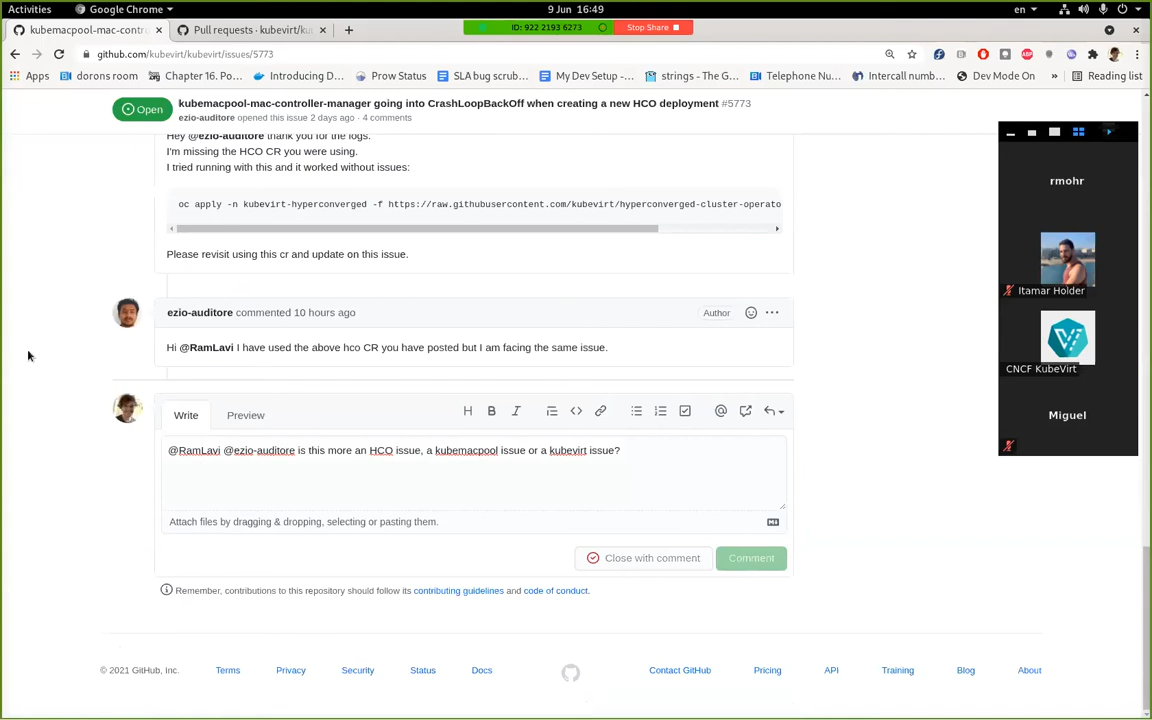 Activities
Google Chrome
9 Jun 16:49
en
kubemacpool-mac-contr
Pull requests · kubevirt/ku
ID: 922 2193 6273
Stop Share
github.com/kubevirt/kubevirt/issues/5773
Apps
dorons room
Chapter 16. Po...
Introducing D...
Prow Status
SLA bug scrub...
My Dev Setup -...
strings - The G...
Telephone Nu...
Intercall numb...
Dev Mode On
»
Reading list
Open
kubemacpool-mac-controller-manager going into CrashLoopBackOff when creating a new HCO deployment #5773
ezio-auditore opened this issue 2 days ago · 4 comments
Hey @ezio-auditore thank you for the logs.
I'm missing the HCO CR you were using.
I tried running with this and it worked without issues:
oc apply -n kubevirt-hyperconverged -f https://raw.githubusercontent.com/kubevirt/hyperconverged-cluster-operato
Please revisit using this cr and update on this issue.
ezio-auditore commented 10 hours ago
Author
Hi @RamLavi I have used the above hco CR you have posted but I am facing the same issue.
Write
Preview
@RamLavi @ezio-auditore is this more an HCO issue, a kubemacpool issue or a kubevirt issue?
Attach files by dragging & dropping, selecting or pasting them.
Close with comment
Comment
Remember, contributions to this repository should follow its contributing guidelines and code of conduct.
© 2021 GitHub, Inc.
Terms
Privacy
Security
Status
Docs
Contact GitHub
Pricing
API
Training
Blog
About
rmohr
Itamar Holder
CNCF KubeVirt
Miguel